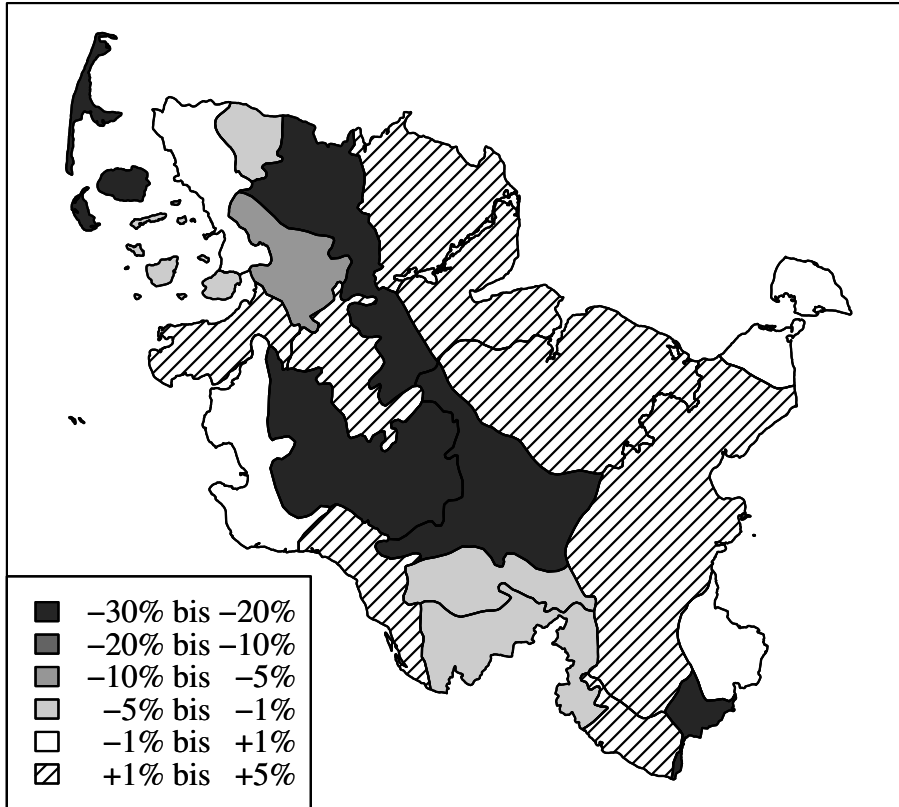 −30% bis −20%
−20% bis −10%
−10% bis −5%
−5% bis −1%
−1% bis +1%
+1% bis +5%